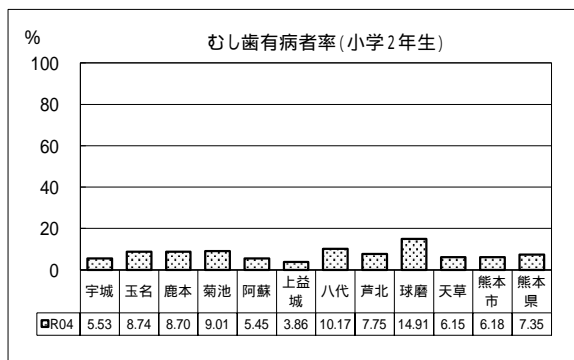 むし歯有病者率(小学2年生)
%
100
80
60
40
20
0
宇城 玉名 鹿本 菊池 阿蘇 上益城 八代 芦北 球磨 天草 熊本市 熊本県
R04 5.53 8.74 8.70 9.01 5.45 3.86 10.17 7.75 14.91 6.15 6.18 7.35